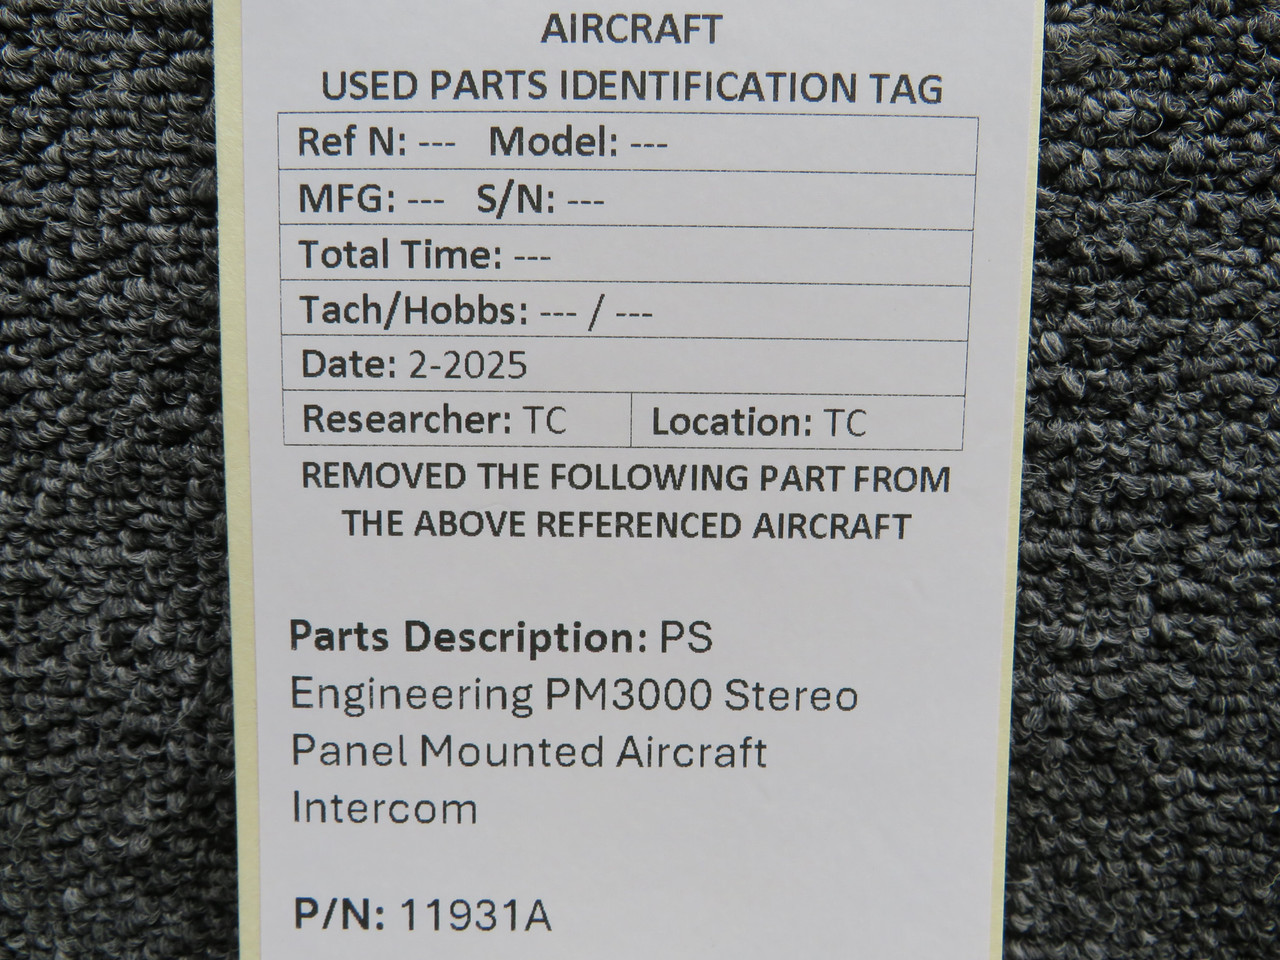 AIRCRAFT
USED PARTS IDENTIFICATION TAG
Ref N: --- Model: ---
MFG: --- S/N: ---
Total Time: ---
Tach/Hobbs: --- / ---
Date: 2-2025
Researcher: TC Location: TC
REMOVED THE FOLLOWING PART FROM
THE ABOVE REFERENCED AIRCRAFT
Parts Description: PS
Engineering PM3000 Stereo
Panel Mounted Aircraft
Intercom
P/N: 11931A